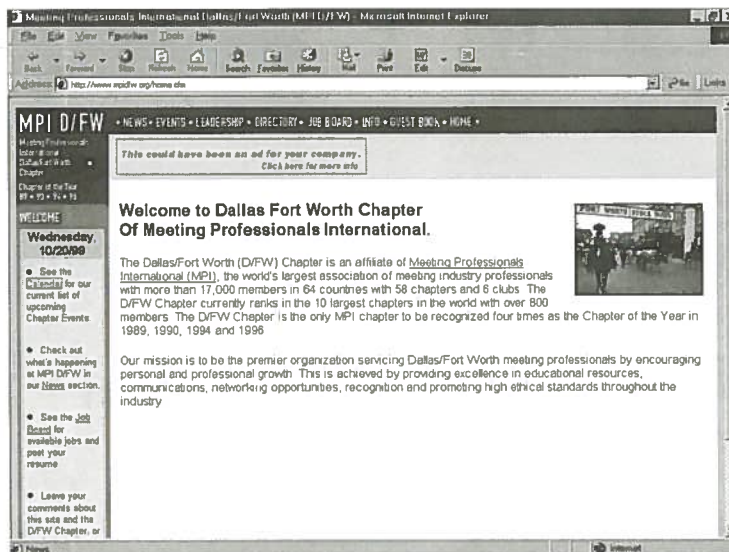 Meeting Professionals International Dallas/Fort Worth (MPI D/FW) - Microsoft Internet Explorer
File Edit View Favorites Tools Help
Back Forward Stop Refresh Home Search Favorites History Mail Print Edit Discuss
Address http://www.mpidfw.org/home.cfm Go Links
MPI D/FW • NEWS • EVENTS • LEADERSHIP • DIRECTORY • JOB BOARD • INFO • GUEST BOOK • HOME •
Meeting Professionals
International
Dallas/Fort Worth
Chapter
Chapter of the Year
This could have been an ad for your company.
Click here for more info
WELCOME
Wednesday,
10/20/99
• See the
Calendar for our
current list of
upcoming
Chapter Events.
• Check out
what's happening
at MPI D/FW in
our News section.
• See the Job
Board for
available jobs and
post your
resume
• Leave your
comments about
this site and the
D/FW Chapter, or
Welcome to Dallas Fort Worth Chapter
Of Meeting Professionals International.
FORT WORTH STOCK YARDS
The Dallas/Fort Worth (D/FW) Chapter is an affiliate of Meeting Professionals
International (MPI), the world's largest association of meeting industry professionals
with more than 17,000 members in 64 countries with 58 chapters and 6 clubs. The
D/FW Chapter currently ranks in the 10 largest chapters in the world with over 800
members. The D/FW Chapter is the only MPI chapter to be recognized four times as the Chapter of the Year in
1989, 1990, 1994 and 1996
Our mission is to be the premier organization servicing Dallas/Fort Worth meeting professionals by encouraging
personal and professional growth. This is achieved by providing excellence in educational resources,
communications, networking opportunities, recognition and promoting high ethical standards throughout the
industry
News Internet